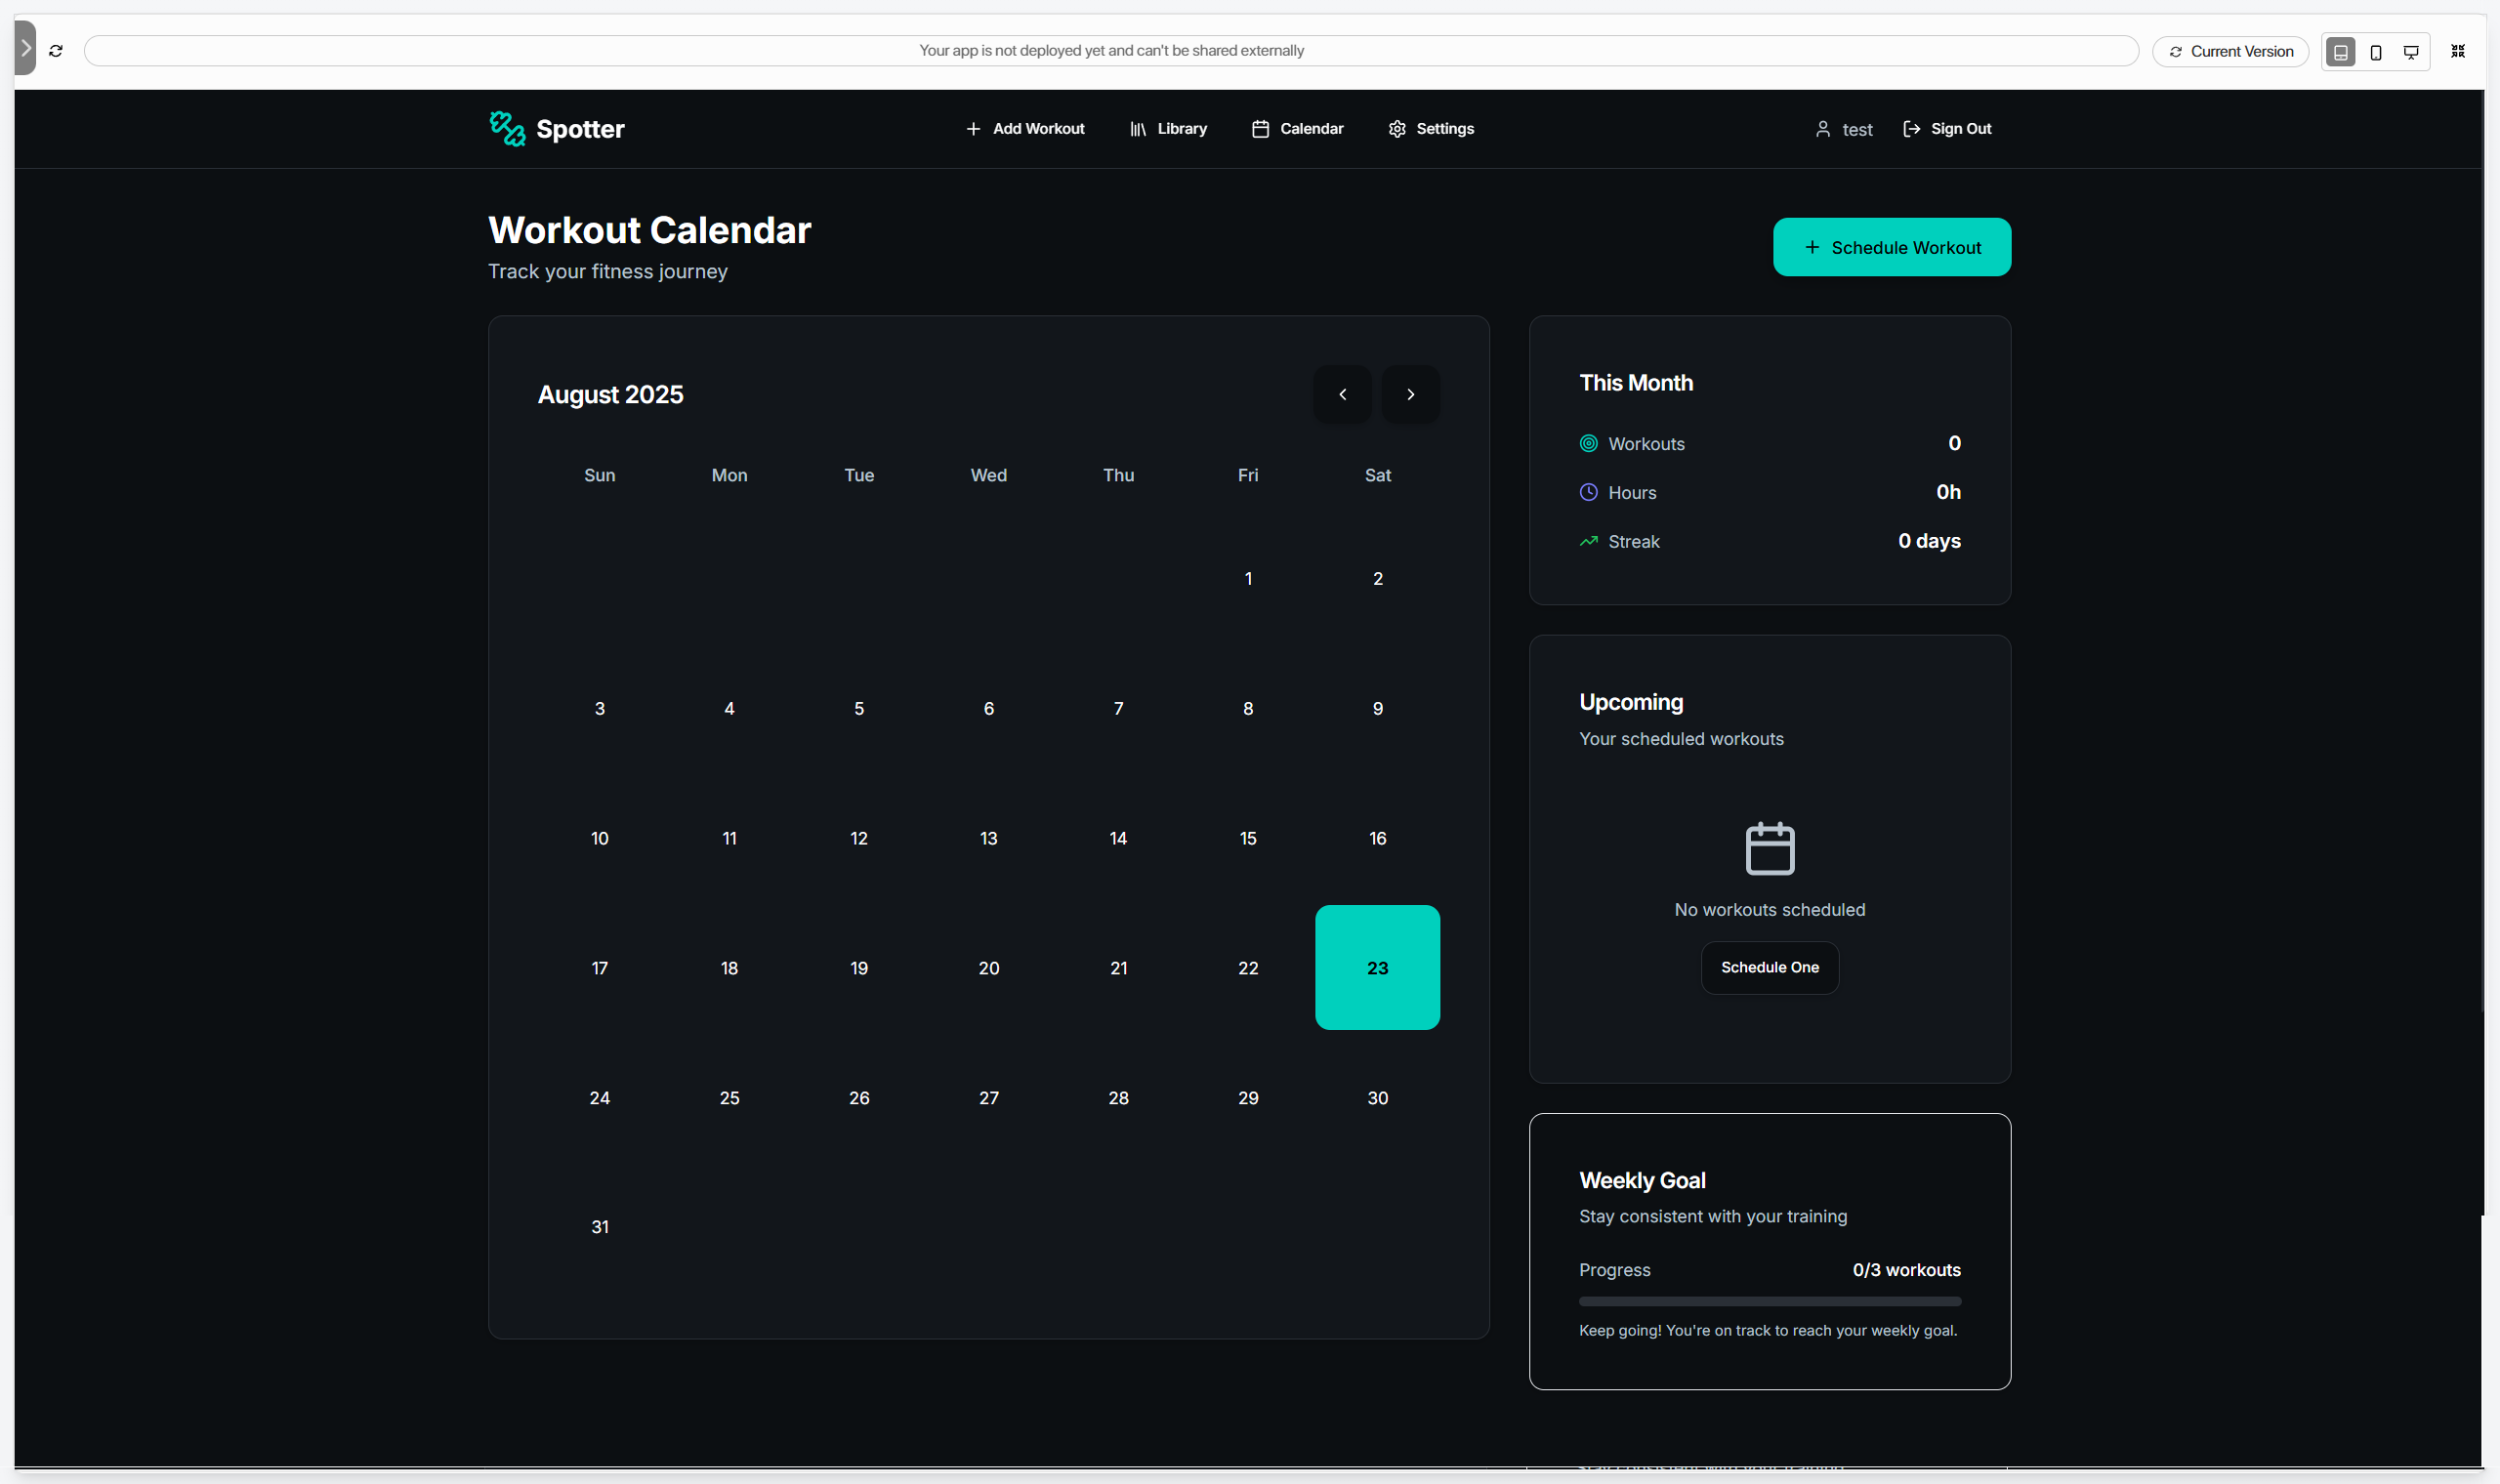 Your app is not deployed yet and can't be shared externally
Current Version
Spotter
Add Workout
Library
Calendar
Settings
test
Sign Out
Workout Calendar
Track your fitness journey
Schedule Workout
August 2025
Sun Mon Tue Wed Thu Fri Sat
1 2
3 4 5 6 7 8 9
10 11 12 13 14 15 16
17 18 19 20 21 22 23
24 25 26 27 28 29 30
31
This Month
Workouts 0
Hours 0h
Streak 0 days
Upcoming
Your scheduled workouts
No workouts scheduled
Schedule One
Weekly Goal
Stay consistent with your training
Progress 0/3 workouts
Keep going! You're on track to reach your weekly goal.